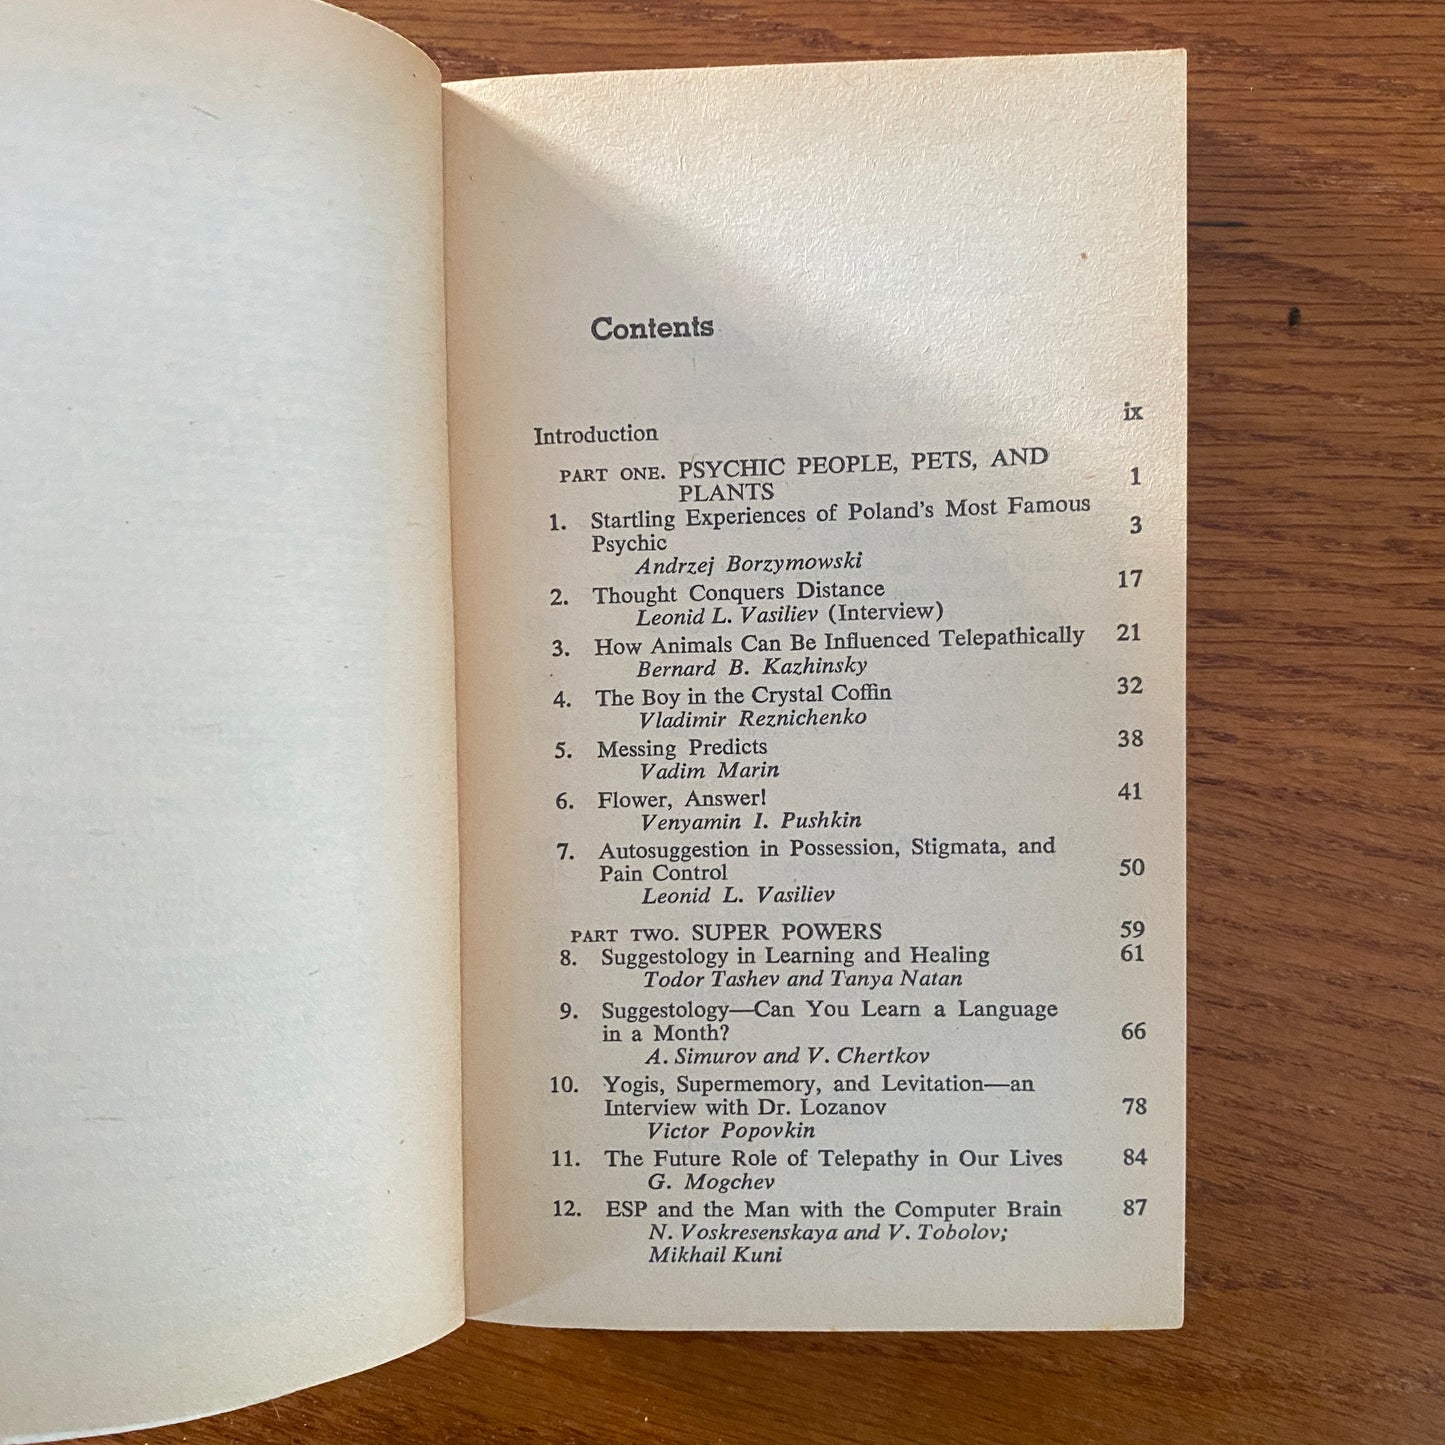 Contents
Introduction ix
PART ONE. PSYCHIC PEOPLE, PETS, AND
PLANTS 1
1. Startling Experiences of Poland's Most Famous
Psychic 3
Andrzej Borzymowski
2. Thought Conquers Distance 17
Leonid L. Vasiliev (Interview)
3. How Animals Can Be Influenced Telepathically 21
Bernard B. Kazhinsky
4. The Boy in the Crystal Coffin 32
Vladimir Reznichenko
5. Messing Predicts 38
Vadim Marin
6. Flower, Answer! 41
Venyamin I. Pushkin
7. Autosuggestion in Possession, Stigmata, and
Pain Control 50
Leonid L. Vasiliev
PART TWO. SUPER POWERS 59
8. Suggestology in Learning and Healing 61
Todor Tashev and Tanya Natan
9. Suggestology—Can You Learn a Language
in a Month? 66
A. Simurov and V. Chertkov
10. Yogis, Supermemory, and Levitation—an
Interview with Dr. Lozanov 78
Victor Popovkin
11. The Future Role of Telepathy in Our Lives 84
G. Mogchev
12. ESP and the Man with the Computer Brain 87
N. Voskresenskaya and V. Tobolov;
Mikhail Kuni